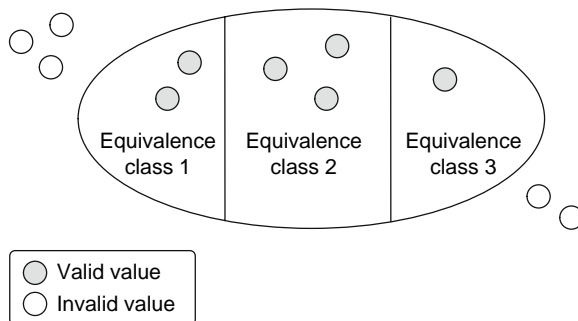 Equivalence
class 1
Equivalence
class 2
Equivalence
class 3
Valid value
Invalid value